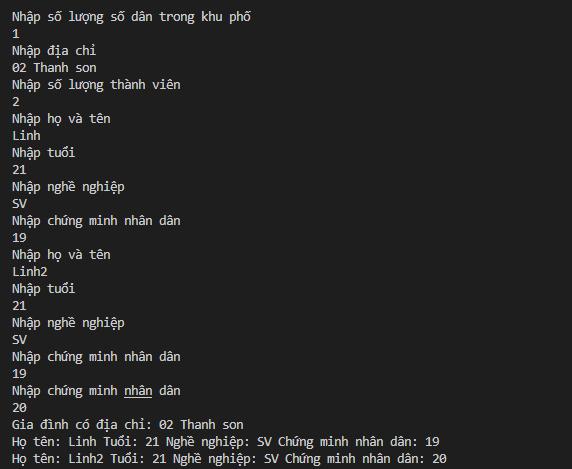 Nhập số lượng số dân trong khu phố
1
Nhập địa chỉ
02 Thanh son
Nhập số lượng thành viên
2
Nhập họ và tên
Linh
Nhập tuổi
21
Nhập nghề nghiệp
SV
Nhập chứng minh nhân dân
19
Nhập họ và tên
Linh2
Nhập tuổi
21
Nhập nghề nghiệp
SV
Nhập chứng minh nhân dân
19
Nhập chứng minh nhân dân
20
Gia đình có địa chỉ: 02 Thanh son
Họ tên: Linh Tuổi: 21 Nghề nghiệp: SV Chứng minh nhân dân: 19
Họ tên: Linh2 Tuổi: 21 Nghề nghiệp: SV Chứng minh nhân dân: 20